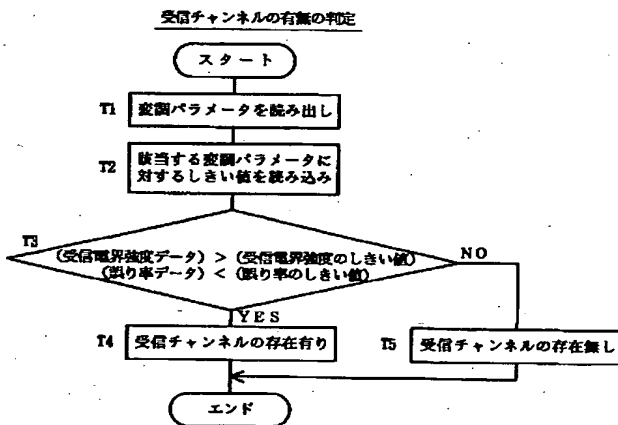 受信チャンネルの有無の判定
スタート
T1 変調パラメータを読み出し
T2 該当する変調パラメータに
対するしきい値を読み込み
T3
(受信電界強度データ) > (受信電界強度のしきい値)
(誤り率データ) < (誤り率のしきい値)
NO
YES
T4 受信チャンネルの存在有り
T5 受信チャンネルの存在無し
エンド